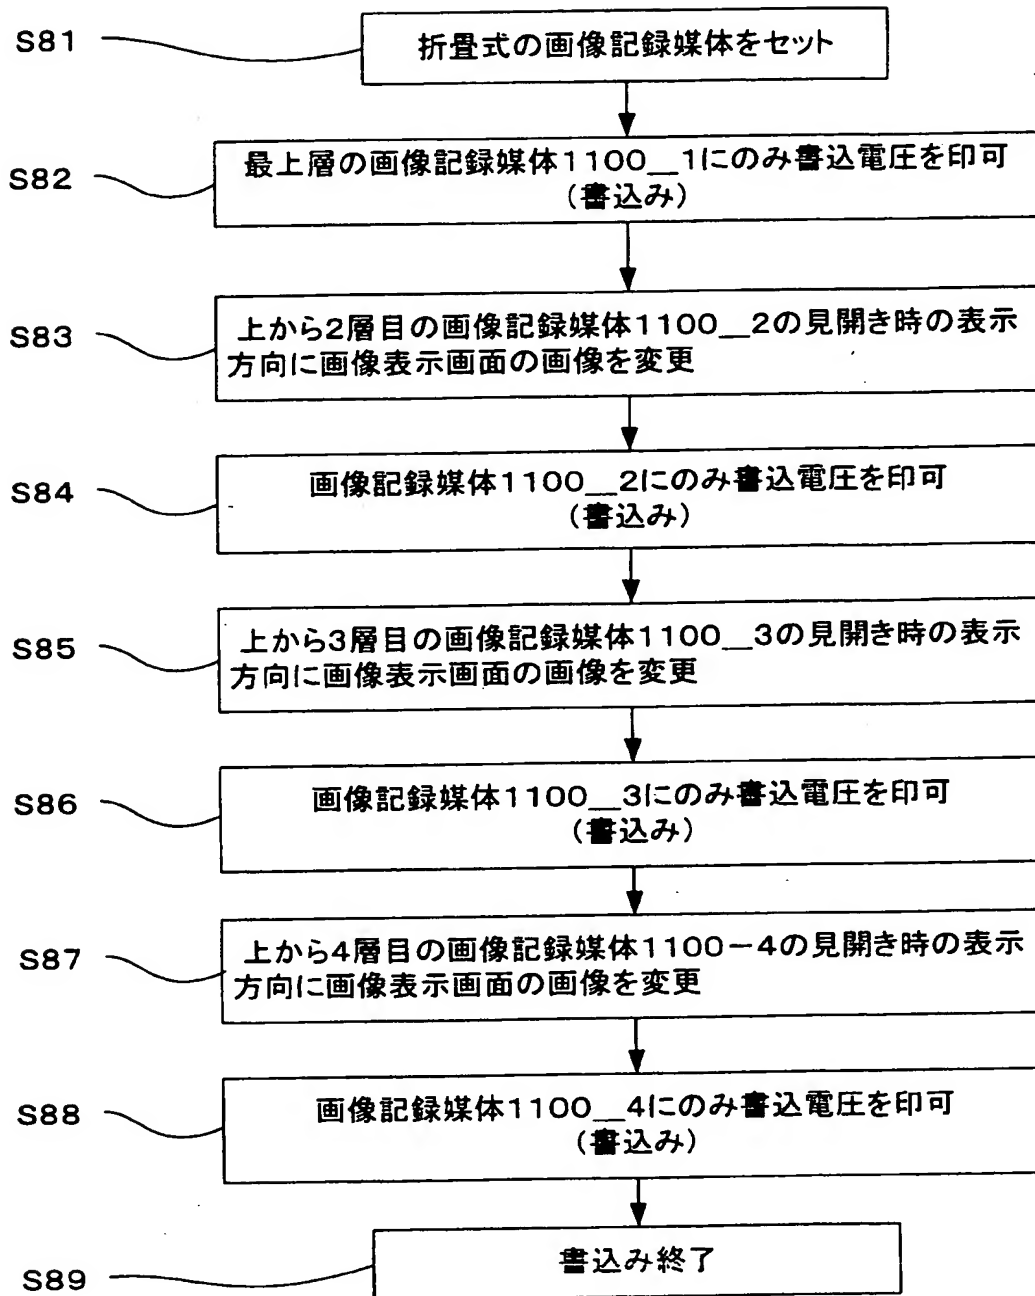 S81
折畳式の画像記録媒体をセット
S82
最上層の画像記録媒体1100__1にのみ書込電圧を印可
(書込み)
S83
上から2層目の画像記録媒体1100__2の見開き時の表示
方向に画像表示画面の画像を変更
S84
画像記録媒体1100__2にのみ書込電圧を印可
(書込み)
S85
上から3層目の画像記録媒体1100__3の見開き時の表示
方向に画像表示画面の画像を変更
S86
画像記録媒体1100__3にのみ書込電圧を印可
(書込み)
S87
上から4層目の画像記録媒体1100-4の見開き時の表示
方向に画像表示画面の画像を変更
S88
画像記録媒体1100__4にのみ書込電圧を印可
(書込み)
S89
書込み終了